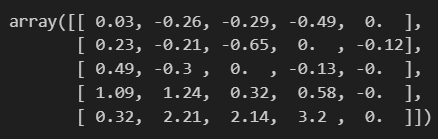 array([[ 0.03, -0.26, -0.29, -0.49,  0.  ],
       [ 0.23, -0.21, -0.65,  0.  , -0.12],
       [ 0.49, -0.3 ,  0.  , -0.13, -0.  ],
       [ 1.09,  1.24,  0.32,  0.58, -0.  ],
       [ 0.32,  2.21,  2.14,  3.2 ,  0.  ]])